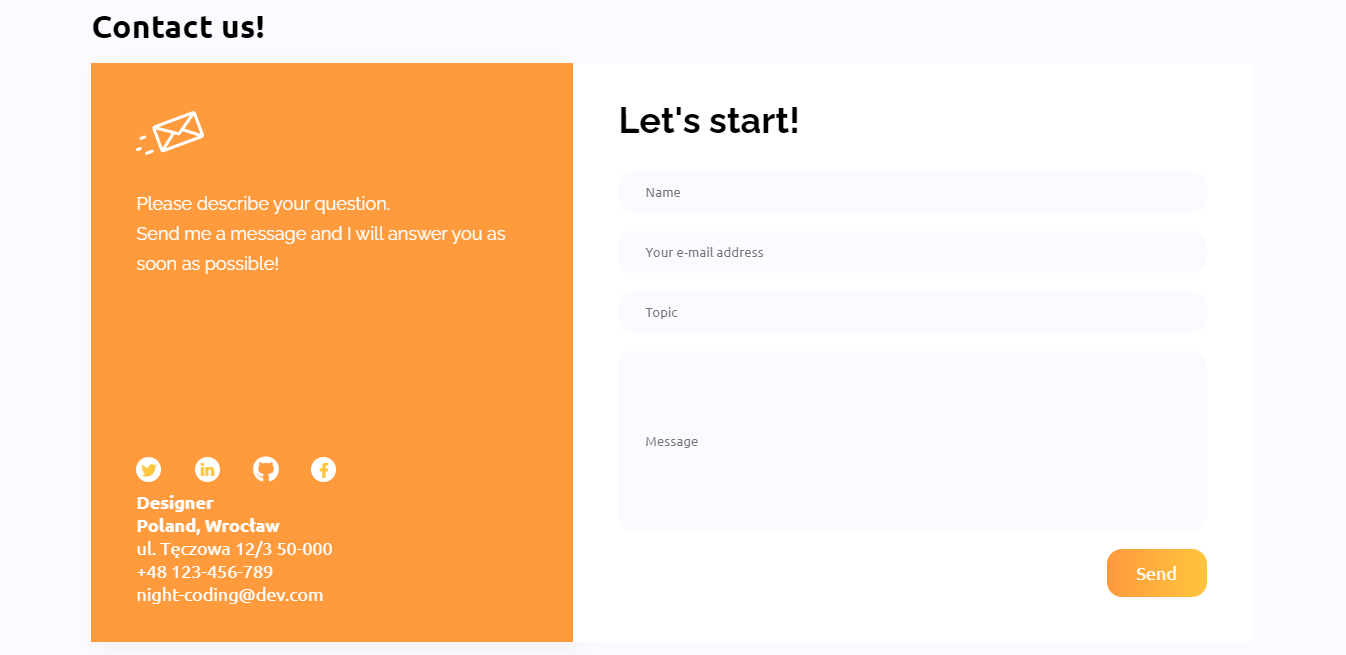 Contact us!
Please describe your question.
Send me a message and I will answer you as
soon as possible!
Designer
Poland, Wrocław
ul. Tęczowa 12/3 50-000
+48 123-456-789
night-coding@dev.com
Let's start!
Name
Your e-mail address
Topic
Message
Send